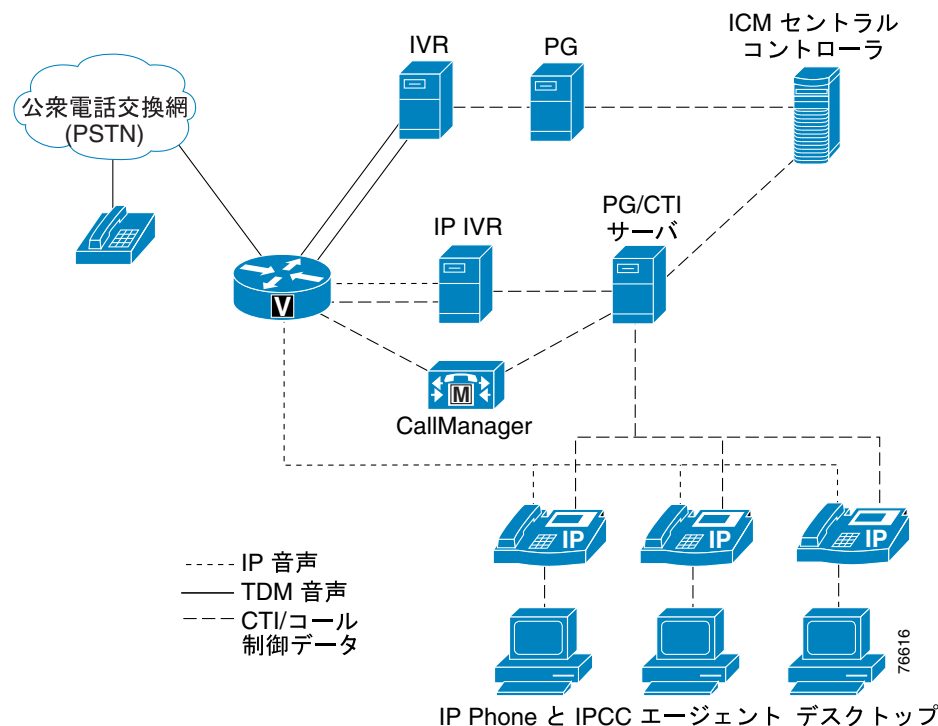 IVR
PG
ICM セントラル
コントローラ
公衆電話交換網
(PSTN)
IP IVR
PG/CTI
サーバ
V
M
CallManager
IP
IP
IP
IP 音声
TDM 音声
CTI/コール
制御データ
76616
IP Phone と IPCC エージェント デスクトップ